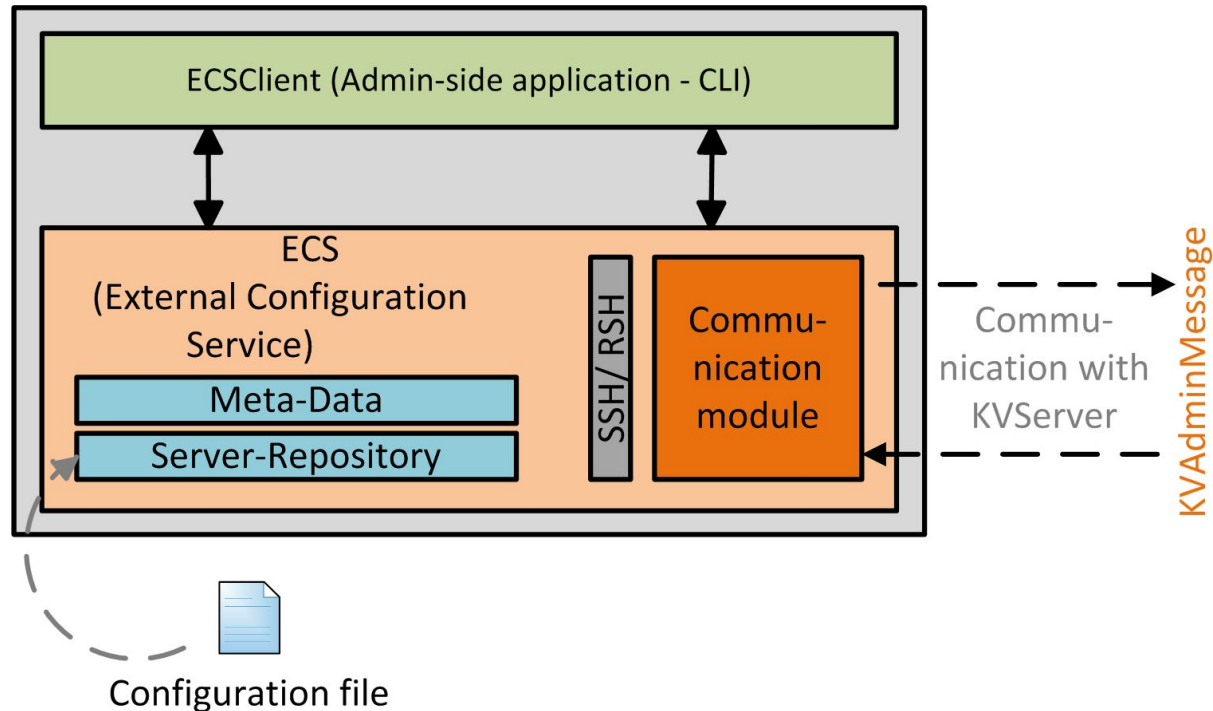 ECSClient (Admin-side application - CLI)
ECS
(External Configuration
Service)
Meta-Data
Server-Repository
SSH/ RSH
Commu-
nication
module
Commu-
nication with
KVServer
KVAdminMessage
Configuration file